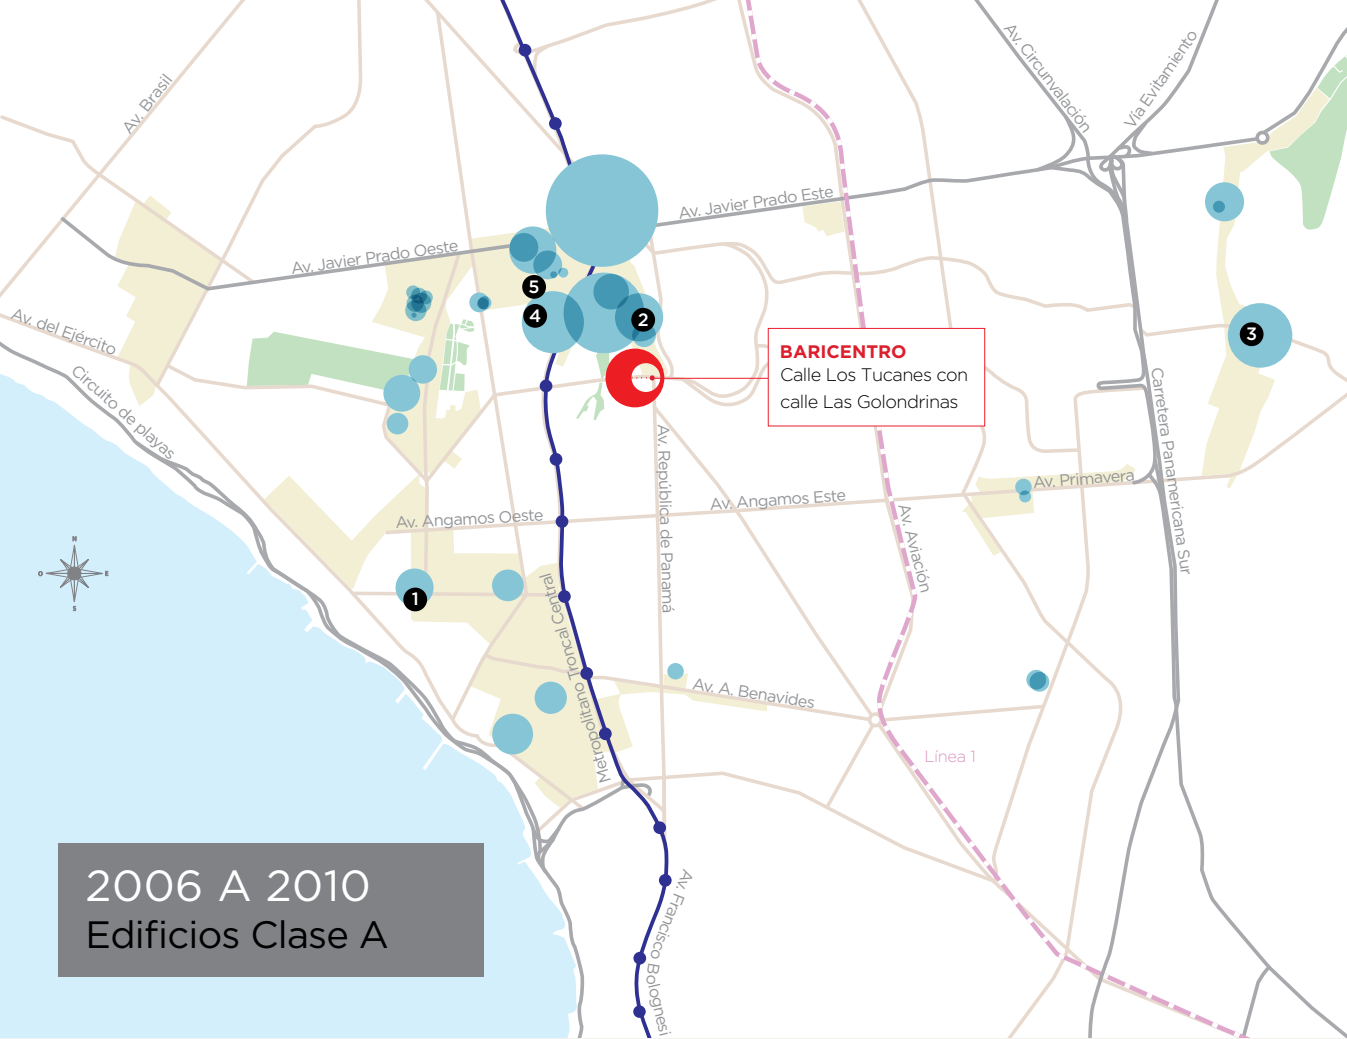 Av. Brasil
Av. Circunvalación
Vía Evitamiento
Av. Javier Prado Este
Av. Javier Prado Oeste
5
4
2
3
Av. del Ejército
Circuito de playas
BARICENTRO
Calle Los Tucanes con
calle Las Golondrinas
Carretera Panamericana Sur
Av. República de Panamá
Av. Primavera
Av. Angamos Este
Av. Angamos Oeste
Av. Aviación
N
O
E
S
1
Metropolitano Troncal Central
Av. A. Benavides
Línea 1
2006 A 2010
Edificios Clase A
Av. Francisco Bolognesi